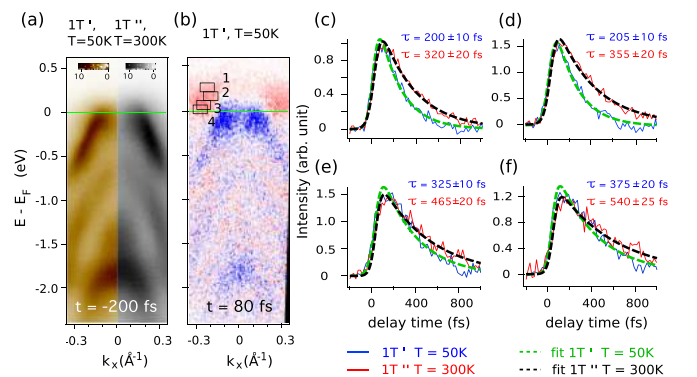 (a) 1T', 1T'',
T=50K T=300K
10 0 10 0
0.5
0
-0.5
-1.0
-1.5
-2.0
E - E_F (eV)
t = -200 fs
-0.3 0 0.3
k_x(Å⁻¹)
(b) 1T', T=50K
1
2
3
4
t = 80 fs
-0.3 0 0.3
k_x(Å⁻¹)
Intensity (arb. unit)
(c)
τ = 200±10 fs
τ = 320±20 fs
0.8
0.4
0
(d)
τ = 205±10 fs
τ = 355±20 fs
1.5
1.0
0.5
0
(e)
τ = 325±10 fs
τ = 465±20 fs
1.5
1.0
0.5
0
0 400 800
delay time (fs)
(f)
τ = 375±20 fs
τ = 540±25 fs
1.2
0.8
0.4
0
0 400 800
delay time (fs)
1T' T = 50K
1T'' T = 300K
fit 1T' T = 50K
fit 1T'' T = 300K